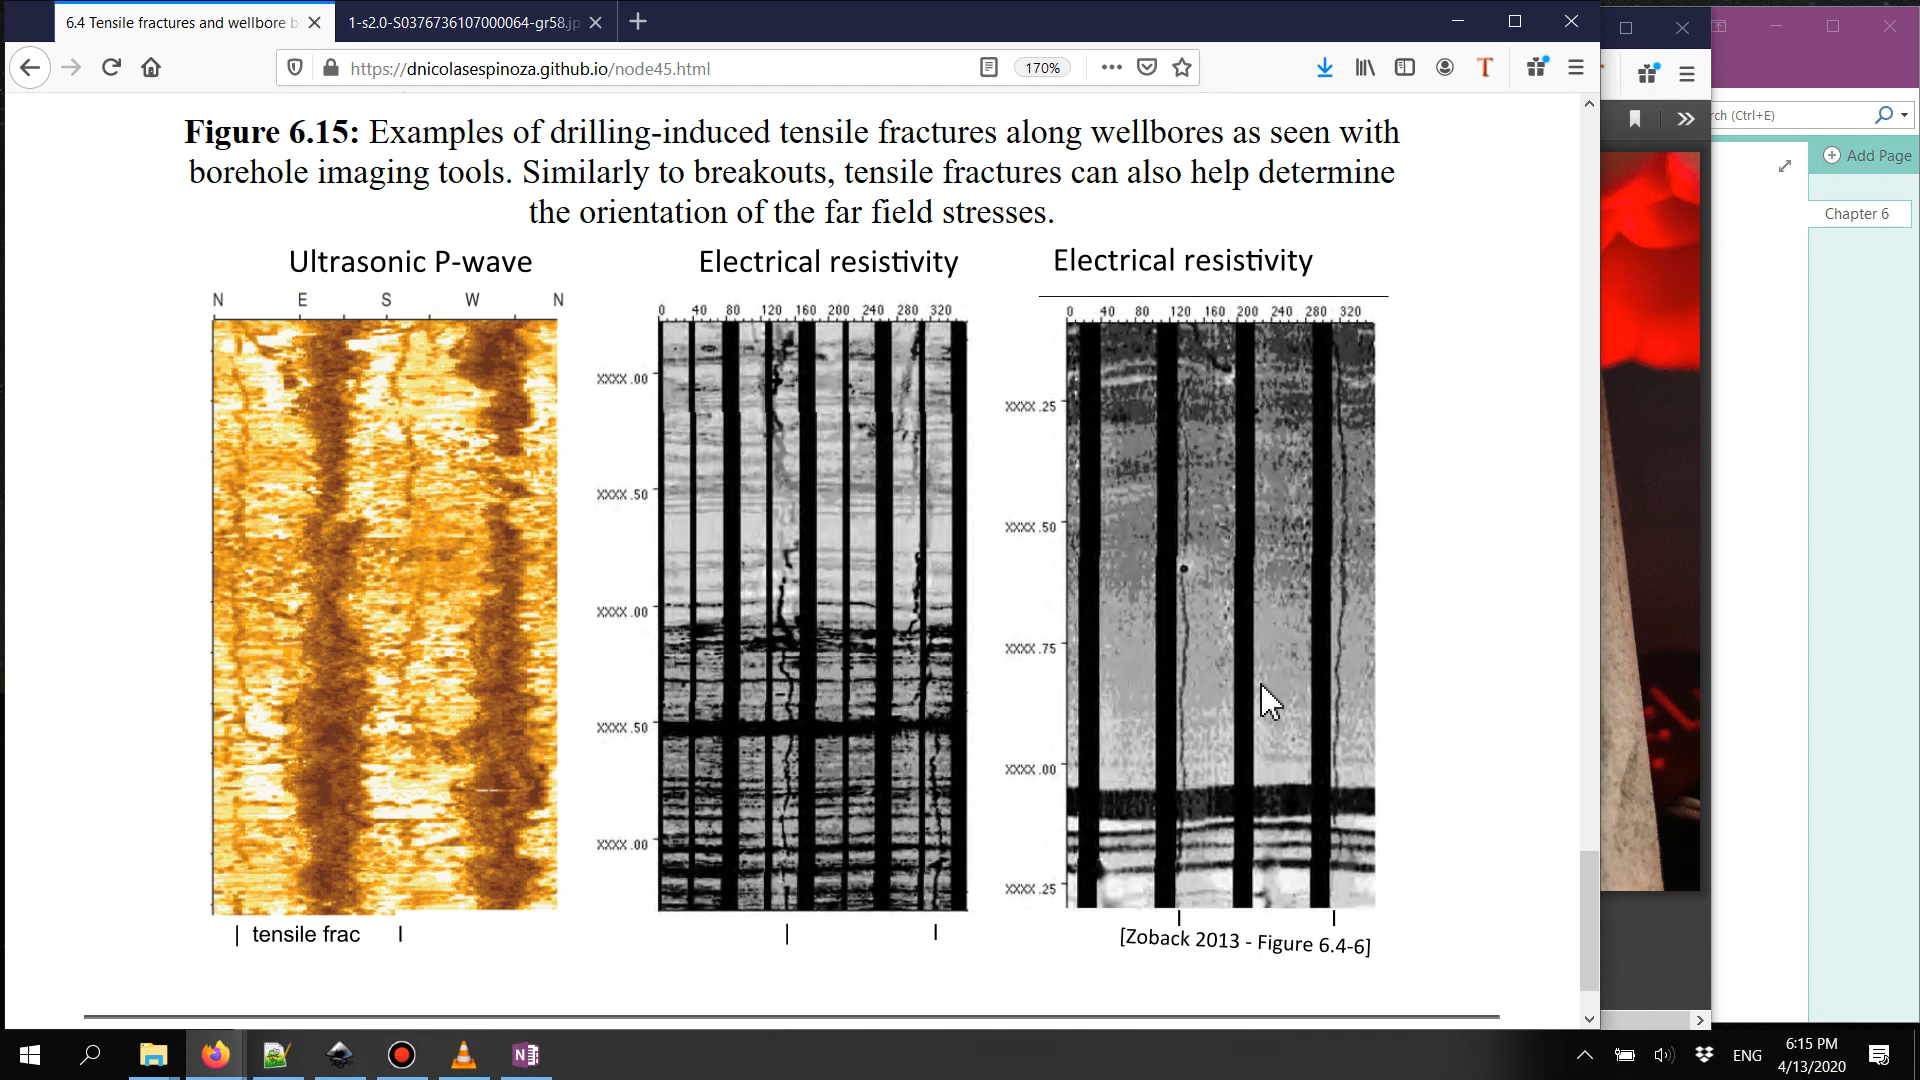 6.4 Tensile fractures and wellbore b
1-s2.0-S0376736107000064-gr58.jp
https://dnicolasespinoza.github.io/node45.html
170%
rch (Ctrl+E)
Add Page
Chapter 6
Figure 6.15: Examples of drilling-induced tensile fractures along wellbores as seen with
borehole imaging tools. Similarly to breakouts, tensile fractures can also help determine
the orientation of the far field stresses.
Ultrasonic P-wave
Electrical resistivity
Electrical resistivity
N E S W N
0 40 80 120 160 200 240 280 320
0 40 80 120 160 200 240 280 320
XXXX .00
XXXX .50
XXXX .00
XXXX .50
XXXX .00
XXXX .25
XXXX .50
XXXX .75
XXXX .00
XXXX .25
| tensile frac |
| |
| |
[Zoback 2013 - Figure 6.4-6]
ENG
6:15 PM
4/13/2020